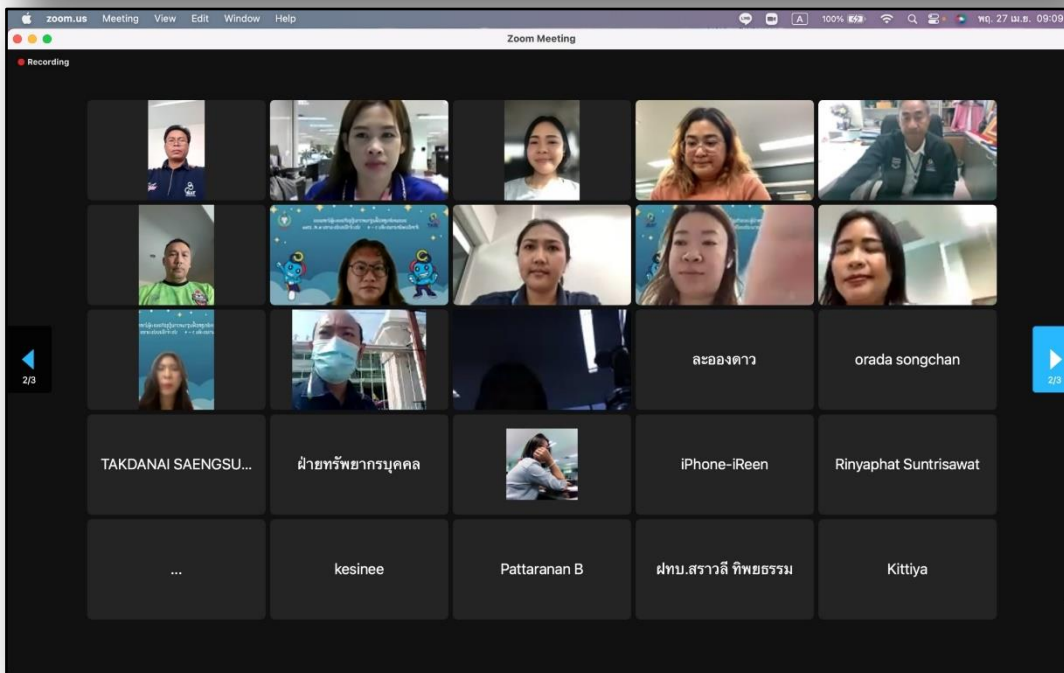 zoom.us Meeting View Edit Window Help
A 100% พฤ. 27 เม.ย. 09:09
Zoom Meeting
Recording
2/3
2/3
ละอองดาว
orada songchan
TAKDANAI SAENGSU...
ฝ่ายทรัพยากรบุคคล
iPhone-iReen
Rinyaphat Suntrisawat
...
kesinee
Pattaranan B
ฝทบ.สราวลี ทิพยธรรม
Kittiya